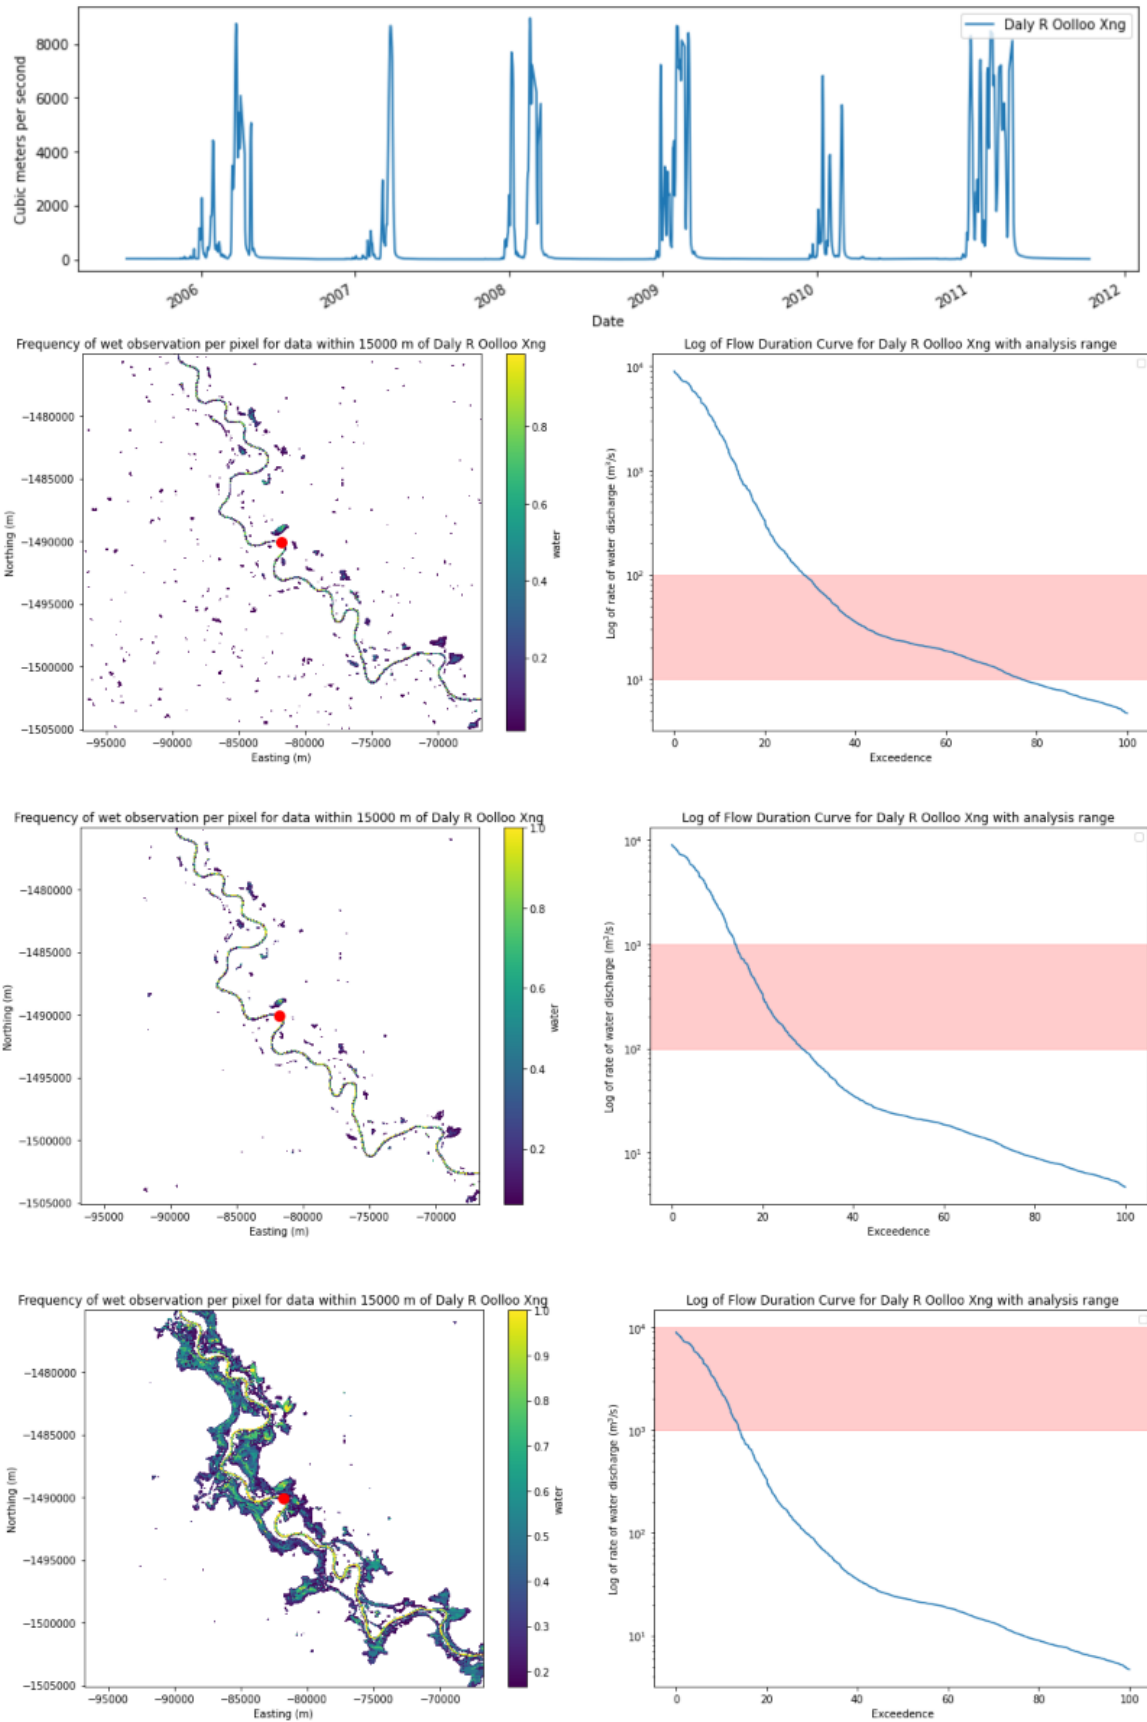 Daly R Oolloo Xng
Cubic meters per second
8000
6000
4000
2000
0
2006
2007
2008
2009
2010
2011
2012
Date
Frequency of wet observation per pixel for data within 15000 m of Daly R Oolloo Xng
Northing (m)
−1480000
−1485000
−1490000
−1495000
−1500000
−1505000
−95000 −90000 −85000 −80000 −75000 −70000
Easting (m)
0.8
0.6
0.4
0.2
water
Log of Flow Duration Curve for Daly R Oolloo Xng with analysis range
Log of rate of water discharge (m³/s)
10⁴
10³
10²
10¹
0 20 40 60 80 100
Exceedence
Frequency of wet observation per pixel for data within 15000 m of Daly R Oolloo Xng
Northing (m)
−1480000
−1485000
−1490000
−1495000
−1500000
−1505000
−95000 −90000 −85000 −80000 −75000 −70000
Easting (m)
1.0
0.8
0.6
0.4
0.2
water
Log of Flow Duration Curve for Daly R Oolloo Xng with analysis range
Log of rate of water discharge (m³/s)
10⁴
10³
10²
10¹
0 20 40 60 80 100
Exceedence
Frequency of wet observation per pixel for data within 15000 m of Daly R Oolloo Xng
Northing (m)
−1480000
−1485000
−1490000
−1495000
−1500000
−1505000
−95000 −90000 −85000 −80000 −75000 −70000
Easting (m)
1.0
0.9
0.8
0.7
0.6
0.5
0.4
0.3
0.2
water
Log of Flow Duration Curve for Daly R Oolloo Xng with analysis range
Log of rate of water discharge (m³/s)
10⁴
10³
10²
10¹
0 20 40 60 80 100
Exceedence